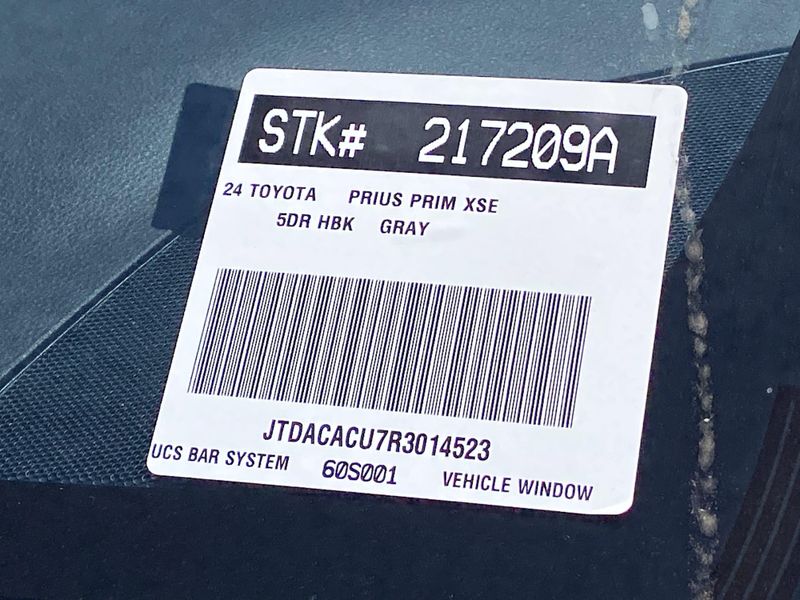 STK# 217209A
24 TOYOTA PRIUS PRIM XSE
5DR HBK GRAY
JTDACACU7R3014523
UCS BAR SYSTEM 60S001 VEHICLE WINDOW